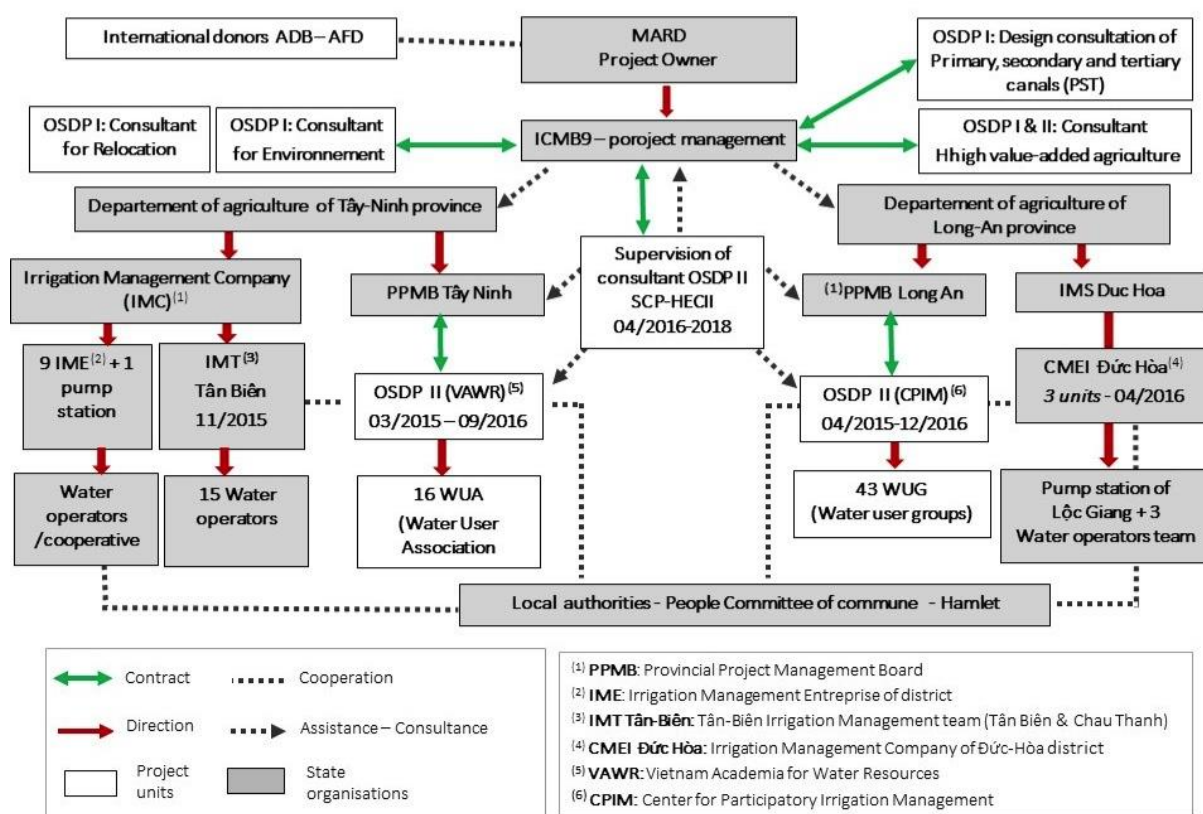 International donors ADB – AFD
MARD
Project Owner
OSDP I: Design consultation of
Primary, secondary and tertiary
canals (PST)
OSDP I: Consultant
for Relocation
OSDP I: Consultant
for Environnement
ICMB9 – poroject management
OSDP I & II: Consultant
Hhigh value-added agriculture
Departement of agriculture of Tây-Ninh province
Departement of agriculture of
Long-An province
Irrigation Management Company
(IMC)(1)
PPMB Tây Ninh
Supervision of
consultant OSDP II
SCP-HECII
04/2016-2018
(1)PPMB Long An
IMS Duc Hoa
9 IME(2) + 1
pump
station
IMT(3)
Tân Biên
11/2015
OSDP II (VAWR)(5)
03/2015 – 09/2016
OSDP II (CPIM)(6)
04/2015-12/2016
CMEI Đức Hòa(4)
3 units - 04/2016
Water
operators
/cooperative
15 Water
operators
16 WUA
(Water User
Association
43 WUG
(Water user groups)
Pump station of
Lộc Giang + 3
Water operators team
Local authorities - People Committee of commune - Hamlet
Contract
Cooperation
Direction
Assistance – Consultance
Project
units
State
organisations
(1) PPMB: Provincial Project Management Board
(2) IME: Irrigation Management Entreprise of district
(3) IMT Tân-Biên: Tân-Biên Irrigation Management team (Tân Biên & Chau Thanh)
(4) CMEI Đức Hòa: Irrigation Management Company of Đức-Hòa district
(5) VAWR: Vietnam Academia for Water Resources
(6) CPIM: Center for Participatory Irrigation Management